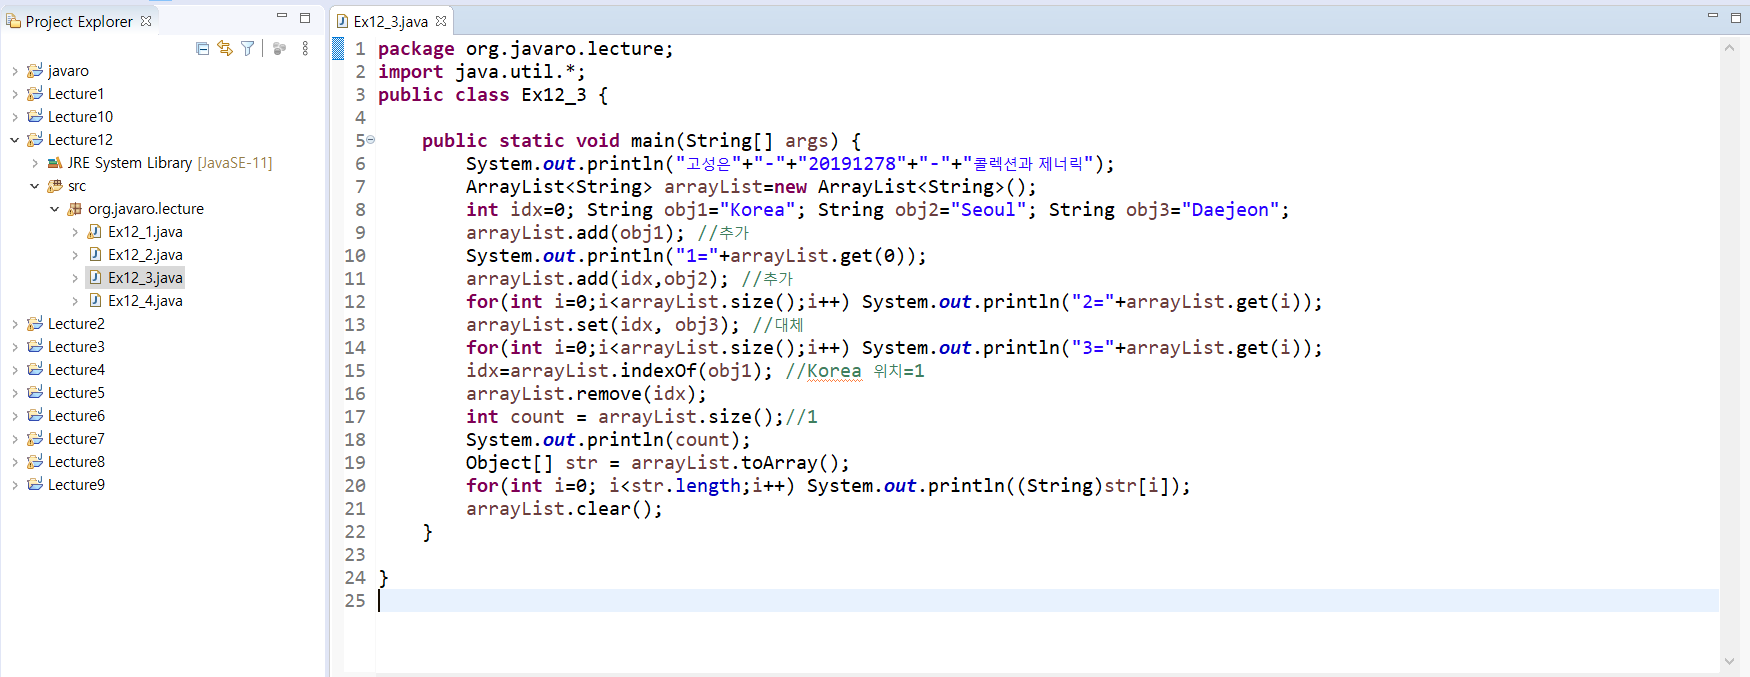 Project Explorer
javaro
Lecture1
Lecture10
Lecture12
JRE System Library [JavaSE-11]
src
org.javaro.lecture
Ex12_1.java
Ex12_2.java
Ex12_3.java
Ex12_4.java
Lecture2
Lecture3
Lecture4
Lecture5
Lecture6
Lecture7
Lecture8
Lecture9
Ex12_3.java
1 package org.javaro.lecture;
2 import java.util.*;
3 public class Ex12_3 {
4
5 public static void main(String[] args) {
6 System.out.println("고성은"+"-"+"20191278"+"-"+"콜렉션과 제너릭");
7 ArrayList<String> arrayList=new ArrayList<String>();
8 int idx=0; String obj1="Korea"; String obj2="Seoul"; String obj3="Daejeon";
9 arrayList.add(obj1); //추가
10 System.out.println("1="+arrayList.get(0));
11 arrayList.add(idx,obj2); //추가
12 for(int i=0;i<arrayList.size();i++) System.out.println("2="+arrayList.get(i));
13 arrayList.set(idx, obj3); //대체
14 for(int i=0;i<arrayList.size();i++) System.out.println("3="+arrayList.get(i));
15 idx=arrayList.indexOf(obj1); //Korea 위치=1
16 arrayList.remove(idx);
17 int count = arrayList.size();//1
18 System.out.println(count);
19 Object[] str = arrayList.toArray();
20 for(int i=0; i<str.length;i++) System.out.println((String)str[i]);
21 arrayList.clear();
22 }
23
24 }
25